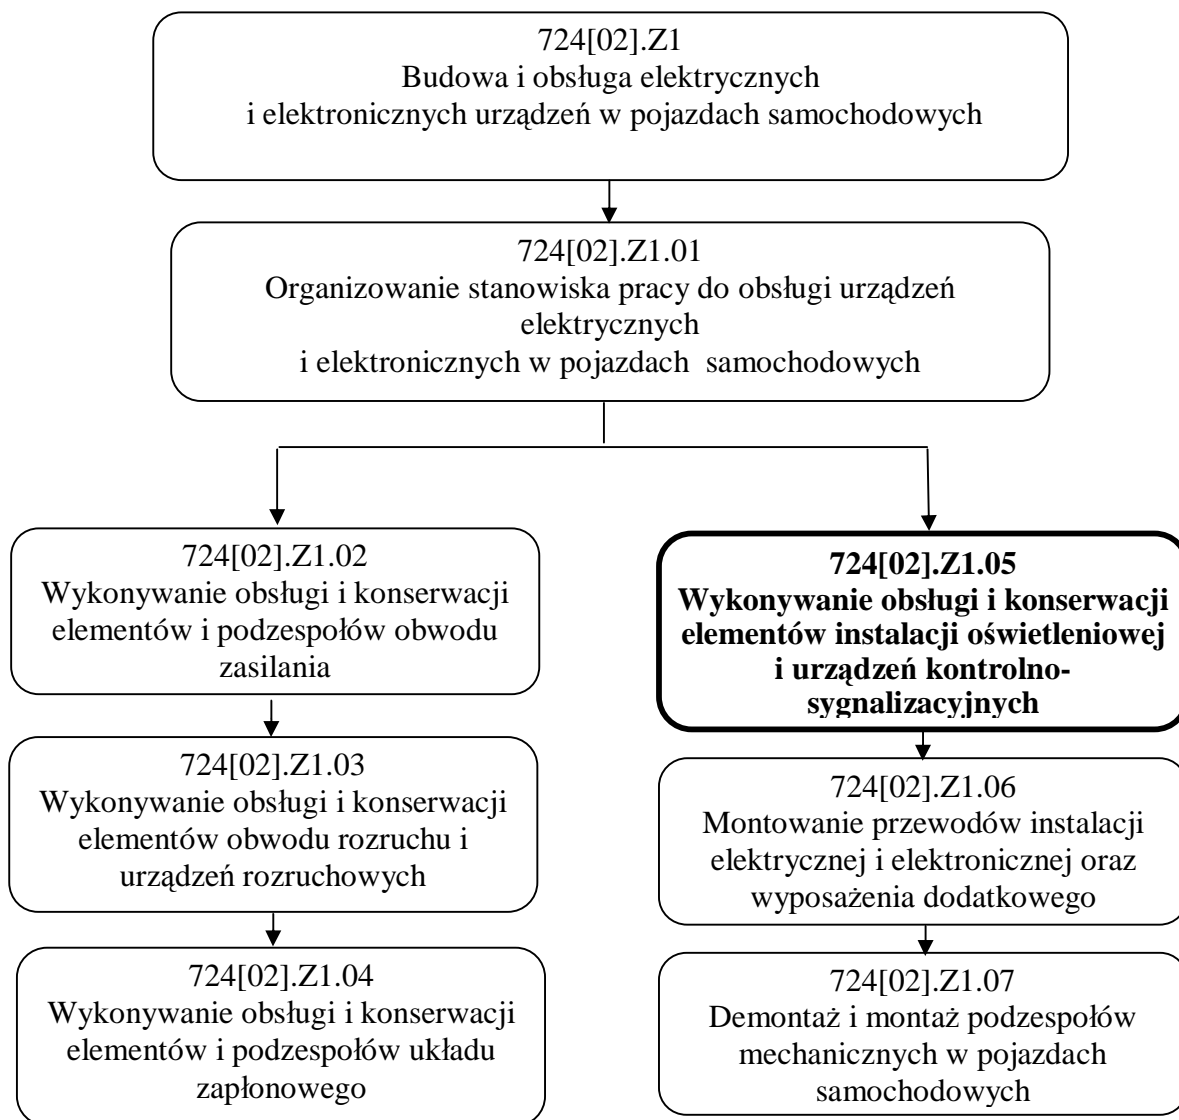 724[02].Z1
Budowa i obsługa elektrycznych
i elektronicznych urządzeń w pojazdach samochodowych
724[02].Z1.01
Organizowanie stanowiska pracy do obsługi urządzeń
elektrycznych
i elektronicznych w pojazdach samochodowych
724[02].Z1.02
Wykonywanie obsługi i konserwacji
elementów i podzespołów obwodu
zasilania
724[02].Z1.03
Wykonywanie obsługi i konserwacji
elementów obwodu rozruchu i
urządzeń rozruchowych
724[02].Z1.04
Wykonywanie obsługi i konserwacji
elementów i podzespołów układu
zapłonowego
724[02].Z1.05
Wykonywanie obsługi i konserwacji
elementów instalacji oświetleniowej
i urządzeń kontrolno-
sygnalizacyjnych
724[02].Z1.06
Montowanie przewodów instalacji
elektrycznej i elektronicznej oraz
wyposażenia dodatkowego
724[02].Z1.07
Demontaż i montaż podzespołów
mechanicznych w pojazdach
samochodowych